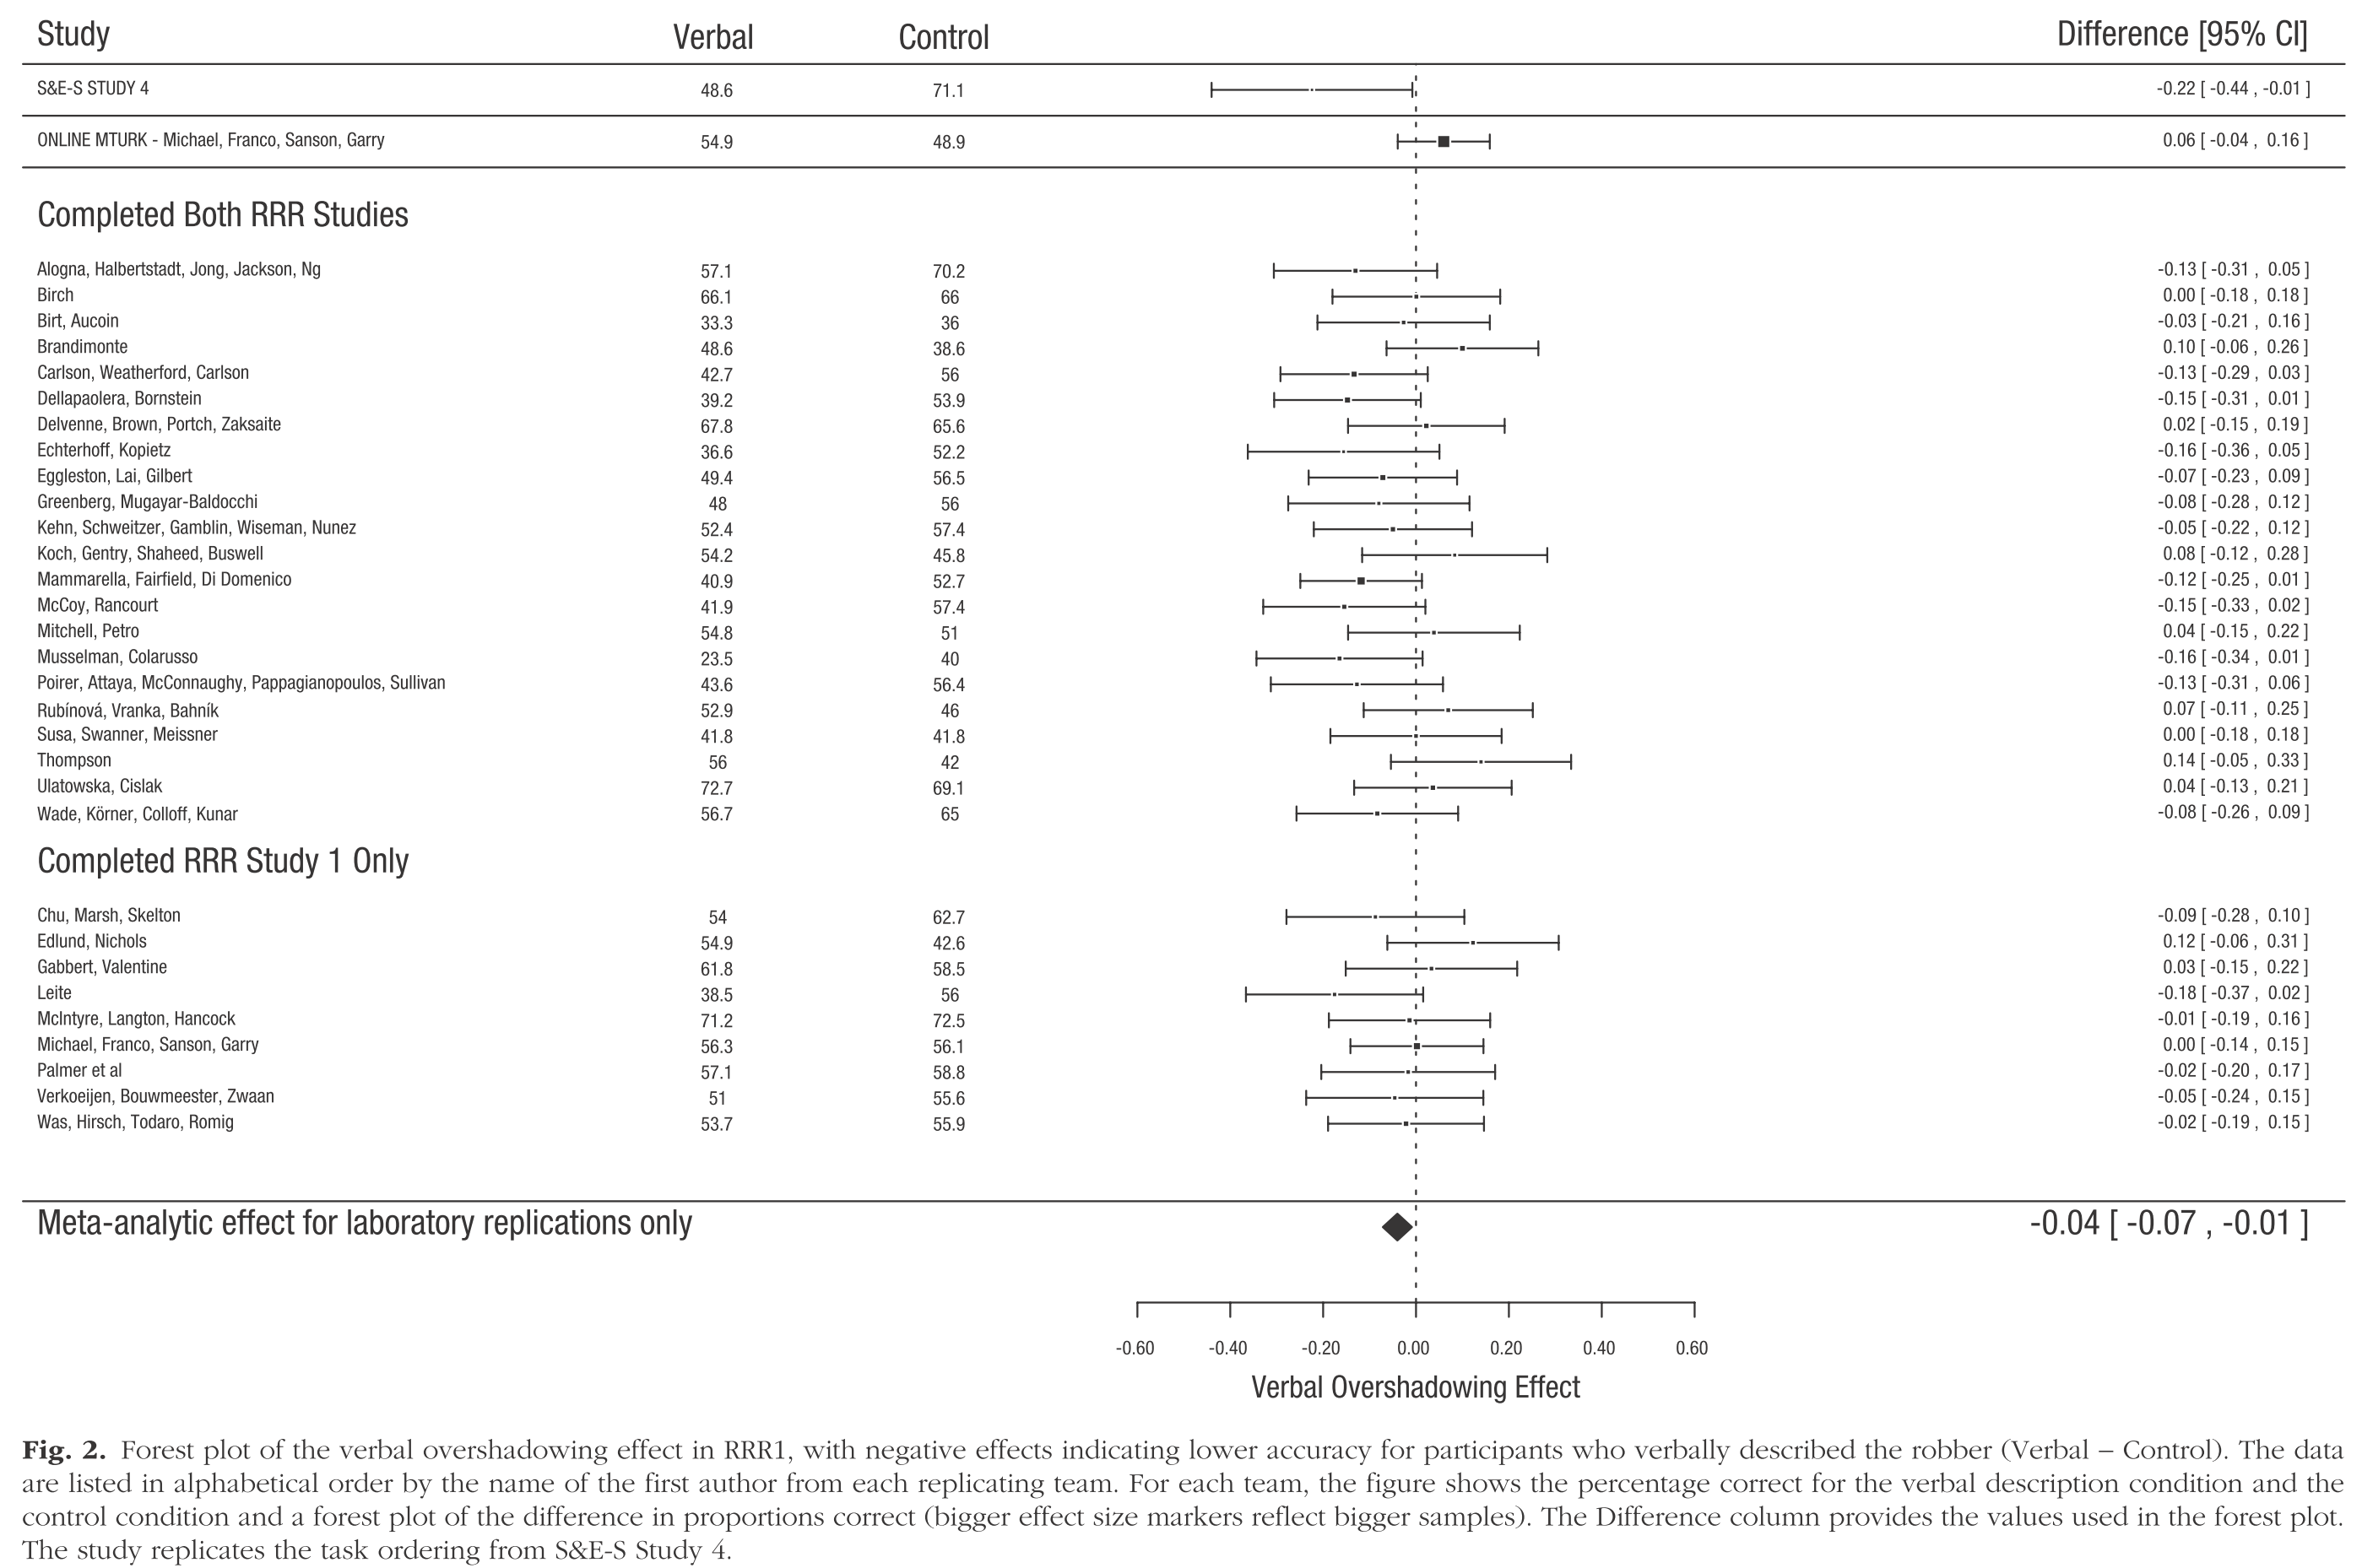 Study Verbal Control Difference [95% CI]
S&E-S STUDY 4 48.6 71.1 -0.22 [ -0.44 , -0.01 ]
ONLINE MTURK - Michael, Franco, Sanson, Garry 54.9 48.9 0.06 [ -0.04 , 0.16 ]
Completed Both RRR Studies
Alogna, Halbertstadt, Jong, Jackson, Ng 57.1 70.2 -0.13 [ -0.31 , 0.05 ]
Birch 66.1 66 0.00 [ -0.18 , 0.18 ]
Birt, Aucoin 33.3 36 -0.03 [ -0.21 , 0.16 ]
Brandimonte 48.6 38.6 0.10 [ -0.06 , 0.26 ]
Carlson, Weatherford, Carlson 42.7 56 -0.13 [ -0.29 , 0.03 ]
Dellapaolera, Bornstein 39.2 53.9 -0.15 [ -0.31 , 0.01 ]
Delvenne, Brown, Portch, Zaksaite 67.8 65.6 0.02 [ -0.15 , 0.19 ]
Echterhoff, Kopietz 36.6 52.2 -0.16 [ -0.36 , 0.05 ]
Eggleston, Lai, Gilbert 49.4 56.5 -0.07 [ -0.23 , 0.09 ]
Greenberg, Mugayar-Baldocchi 48 56 -0.08 [ -0.28 , 0.12 ]
Kehn, Schweitzer, Gamblin, Wiseman, Nunez 52.4 57.4 -0.05 [ -0.22 , 0.12 ]
Koch, Gentry, Shaheed, Buswell 54.2 45.8 0.08 [ -0.12 , 0.28 ]
Mammarella, Fairfield, Di Domenico 40.9 52.7 -0.12 [ -0.25 , 0.01 ]
McCoy, Rancourt 41.9 57.4 -0.15 [ -0.33 , 0.02 ]
Mitchell, Petro 54.8 51 0.04 [ -0.15 , 0.22 ]
Musselman, Colarusso 23.5 40 -0.16 [ -0.34 , 0.01 ]
Poirer, Attaya, McConnaughy, Pappagianopoulos, Sullivan 43.6 56.4 -0.13 [ -0.31 , 0.06 ]
Rubínová, Vranka, Bahník 52.9 46 0.07 [ -0.11 , 0.25 ]
Susa, Swanner, Meissner 41.8 41.8 0.00 [ -0.18 , 0.18 ]
Thompson 56 42 0.14 [ -0.05 , 0.33 ]
Ulatowska, Cislak 72.7 69.1 0.04 [ -0.13 , 0.21 ]
Wade, Körner, Colloff, Kunar 56.7 65 -0.08 [ -0.26 , 0.09 ]
Completed RRR Study 1 Only
Chu, Marsh, Skelton 54 62.7 -0.09 [ -0.28 , 0.10 ]
Edlund, Nichols 54.9 42.6 0.12 [ -0.06 , 0.31 ]
Gabbert, Valentine 61.8 58.5 0.03 [ -0.15 , 0.22 ]
Leite 38.5 56 -0.18 [ -0.37 , 0.02 ]
McIntyre, Langton, Hancock 71.2 72.5 -0.01 [ -0.19 , 0.16 ]
Michael, Franco, Sanson, Garry 56.3 56.1 0.00 [ -0.14 , 0.15 ]
Palmer et al 57.1 58.8 -0.02 [ -0.20 , 0.17 ]
Verkoeijen, Bouwmeester, Zwaan 51 55.6 -0.05 [ -0.24 , 0.15 ]
Was, Hirsch, Todaro, Romig 53.7 55.9 -0.02 [ -0.19 , 0.15 ]
Meta-analytic effect for laboratory replications only -0.04 [ -0.07 , -0.01 ]
-0.60 -0.40 -0.20 0.00 0.20 0.40 0.60
Verbal Overshadowing Effect
Fig. 2. Forest plot of the verbal overshadowing effect in RRR1, with negative effects indicating lower accuracy for participants who verbally described the robber (Verbal – Control). The data
are listed in alphabetical order by the name of the first author from each replicating team. For each team, the figure shows the percentage correct for the verbal description condition and the
control condition and a forest plot of the difference in proportions correct (bigger effect size markers reflect bigger samples). The Difference column provides the values used in the forest plot.
The study replicates the task ordering from S&E-S Study 4.